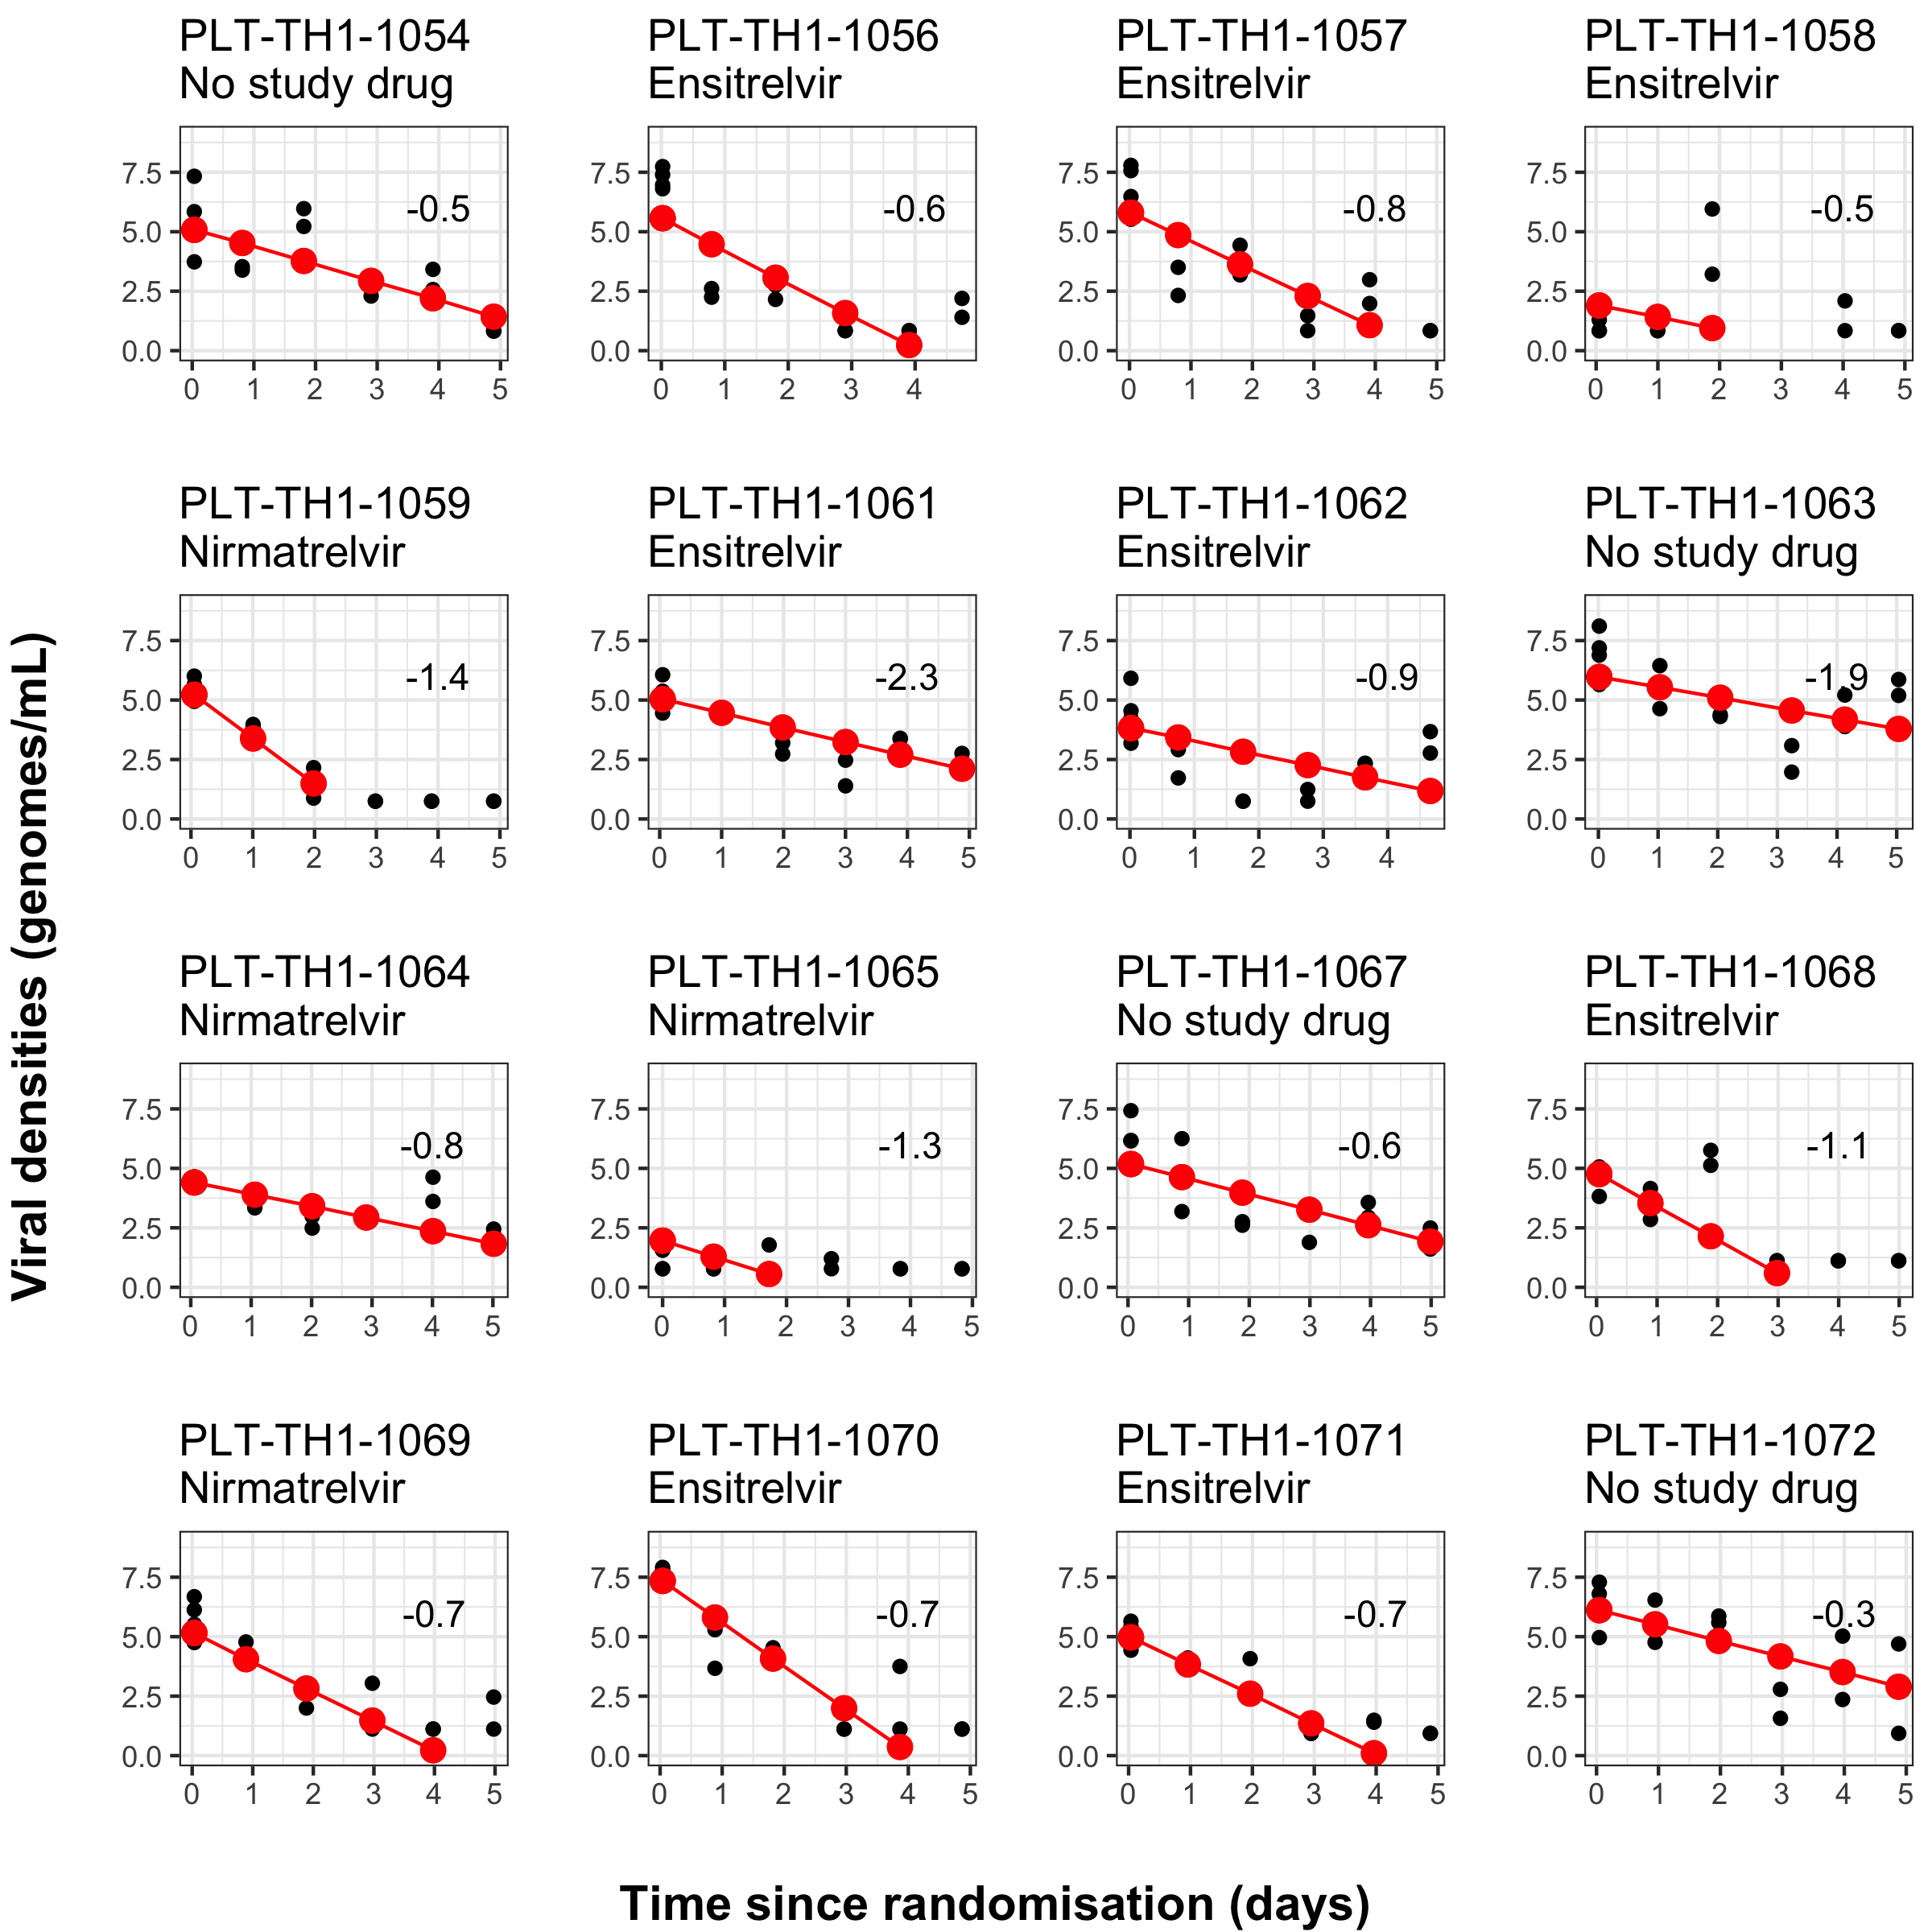 PLT-TH1-1054
No study drug
PLT-TH1-1056
Ensitrelvir
PLT-TH1-1057
Ensitrelvir
PLT-TH1-1058
Ensitrelvir
7.5
5.0
2.5
0.0
-0.5
0 1 2 3 4 5
7.5
5.0
2.5
0.0
-0.6
0 1 2 3 4
7.5
5.0
2.5
0.0
-0.8
0 1 2 3 4 5
7.5
5.0
2.5
0.0
-0.5
0 1 2 3 4 5
PLT-TH1-1059
Nirmatrelvir
PLT-TH1-1061
Ensitrelvir
PLT-TH1-1062
Ensitrelvir
PLT-TH1-1063
No study drug
7.5
5.0
2.5
0.0
-1.4
0 1 2 3 4 5
7.5
5.0
2.5
0.0
-2.3
0 1 2 3 4 5
7.5
5.0
2.5
0.0
-0.9
0 1 2 3 4
7.5
5.0
2.5
0.0
-1.9
0 1 2 3 4 5
Viral densities (genomes/mL)
PLT-TH1-1064
Nirmatrelvir
PLT-TH1-1065
Nirmatrelvir
PLT-TH1-1067
No study drug
PLT-TH1-1068
Ensitrelvir
7.5
5.0
2.5
0.0
-0.8
0 1 2 3 4 5
7.5
5.0
2.5
0.0
-1.3
0 1 2 3 4 5
7.5
5.0
2.5
0.0
-0.6
0 1 2 3 4 5
7.5
5.0
2.5
0.0
-1.1
0 1 2 3 4 5
PLT-TH1-1069
Nirmatrelvir
PLT-TH1-1070
Ensitrelvir
PLT-TH1-1071
Ensitrelvir
PLT-TH1-1072
No study drug
7.5
5.0
2.5
0.0
-0.7
0 1 2 3 4 5
7.5
5.0
2.5
0.0
-0.7
0 1 2 3 4 5
7.5
5.0
2.5
0.0
-0.7
0 1 2 3 4 5
7.5
5.0
2.5
0.0
-0.3
0 1 2 3 4 5
Time since randomisation (days)